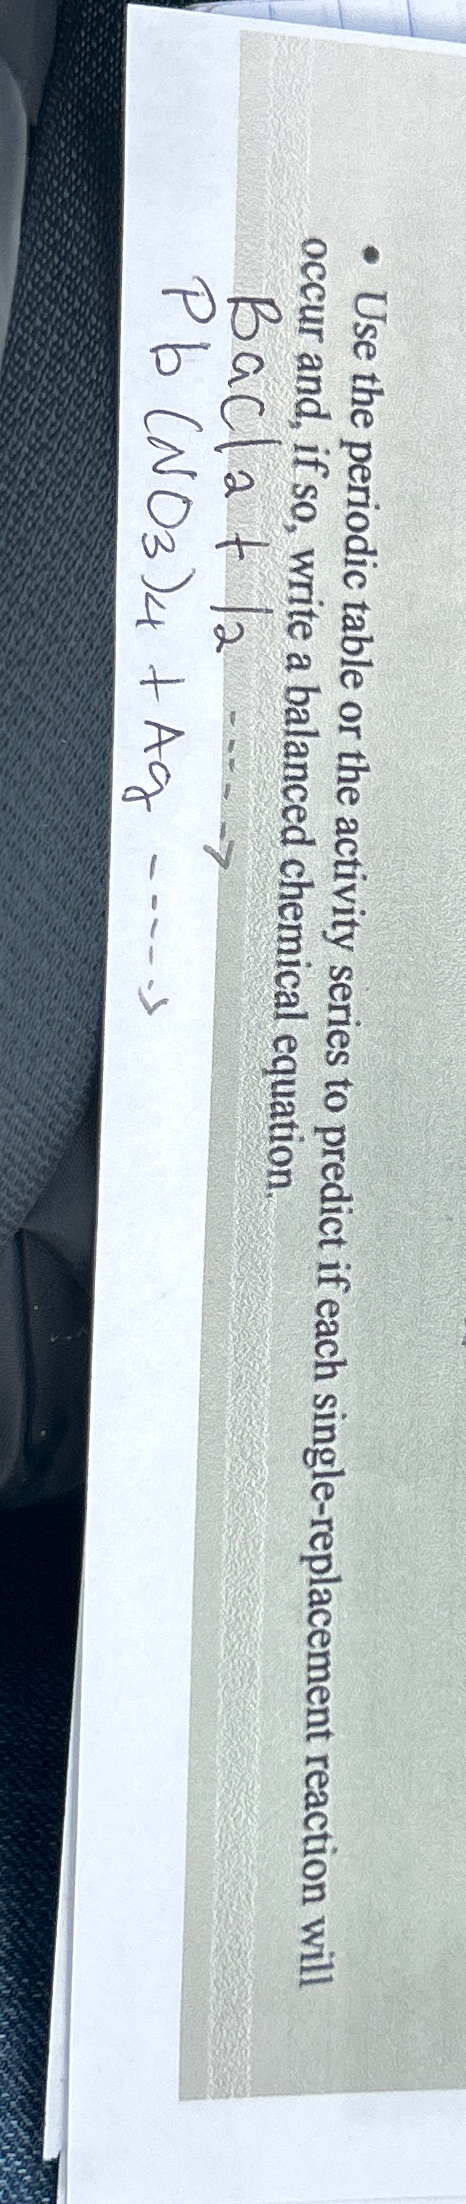 • Use the periodic table or the activity series to predict if each single-replacement reaction will
occur and, if so, write a balanced chemical equation.
Bacl2 + I2 ----->
Pb(NO3)4 + Ag ----->